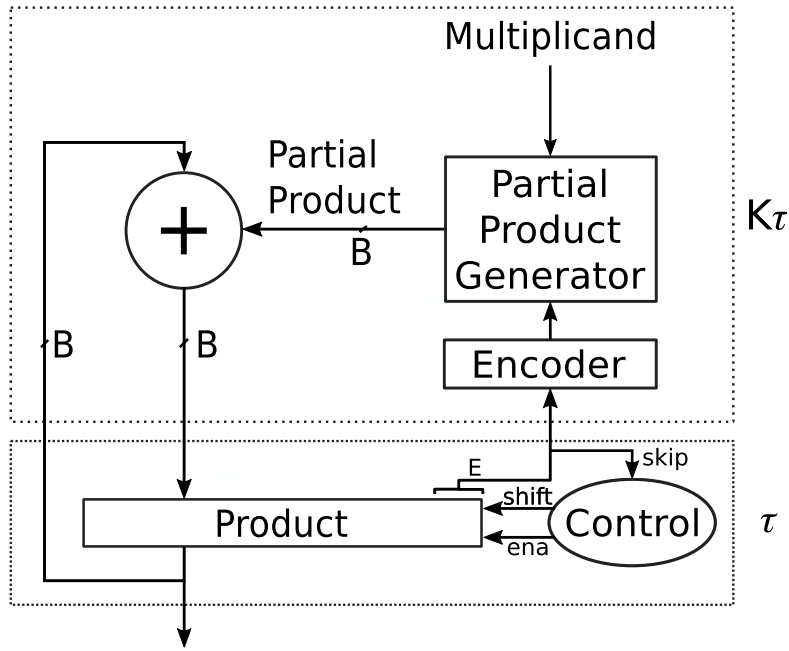 Multiplicand
Partial
Product
B
Partial
Product
Generator
Kτ
B
B
Encoder
E
skip
shift
Product
Control
ena
τ